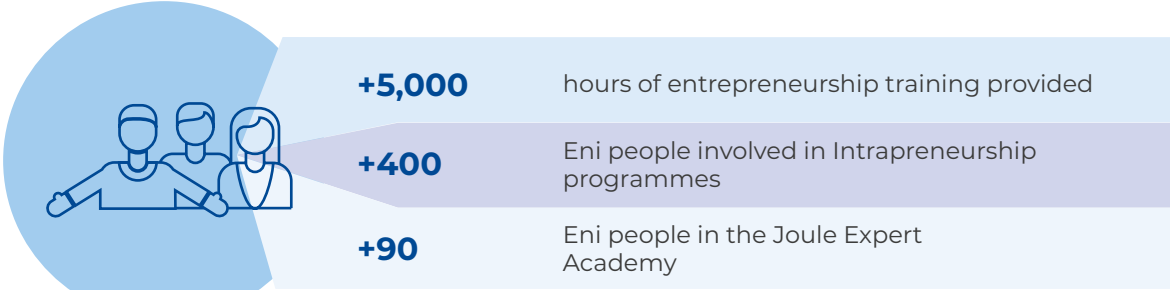 +5,000
hours of entrepreneurship training provided
+400
Eni people involved in Intrapreneurship
programmes
+90
Eni people in the Joule Expert
Academy